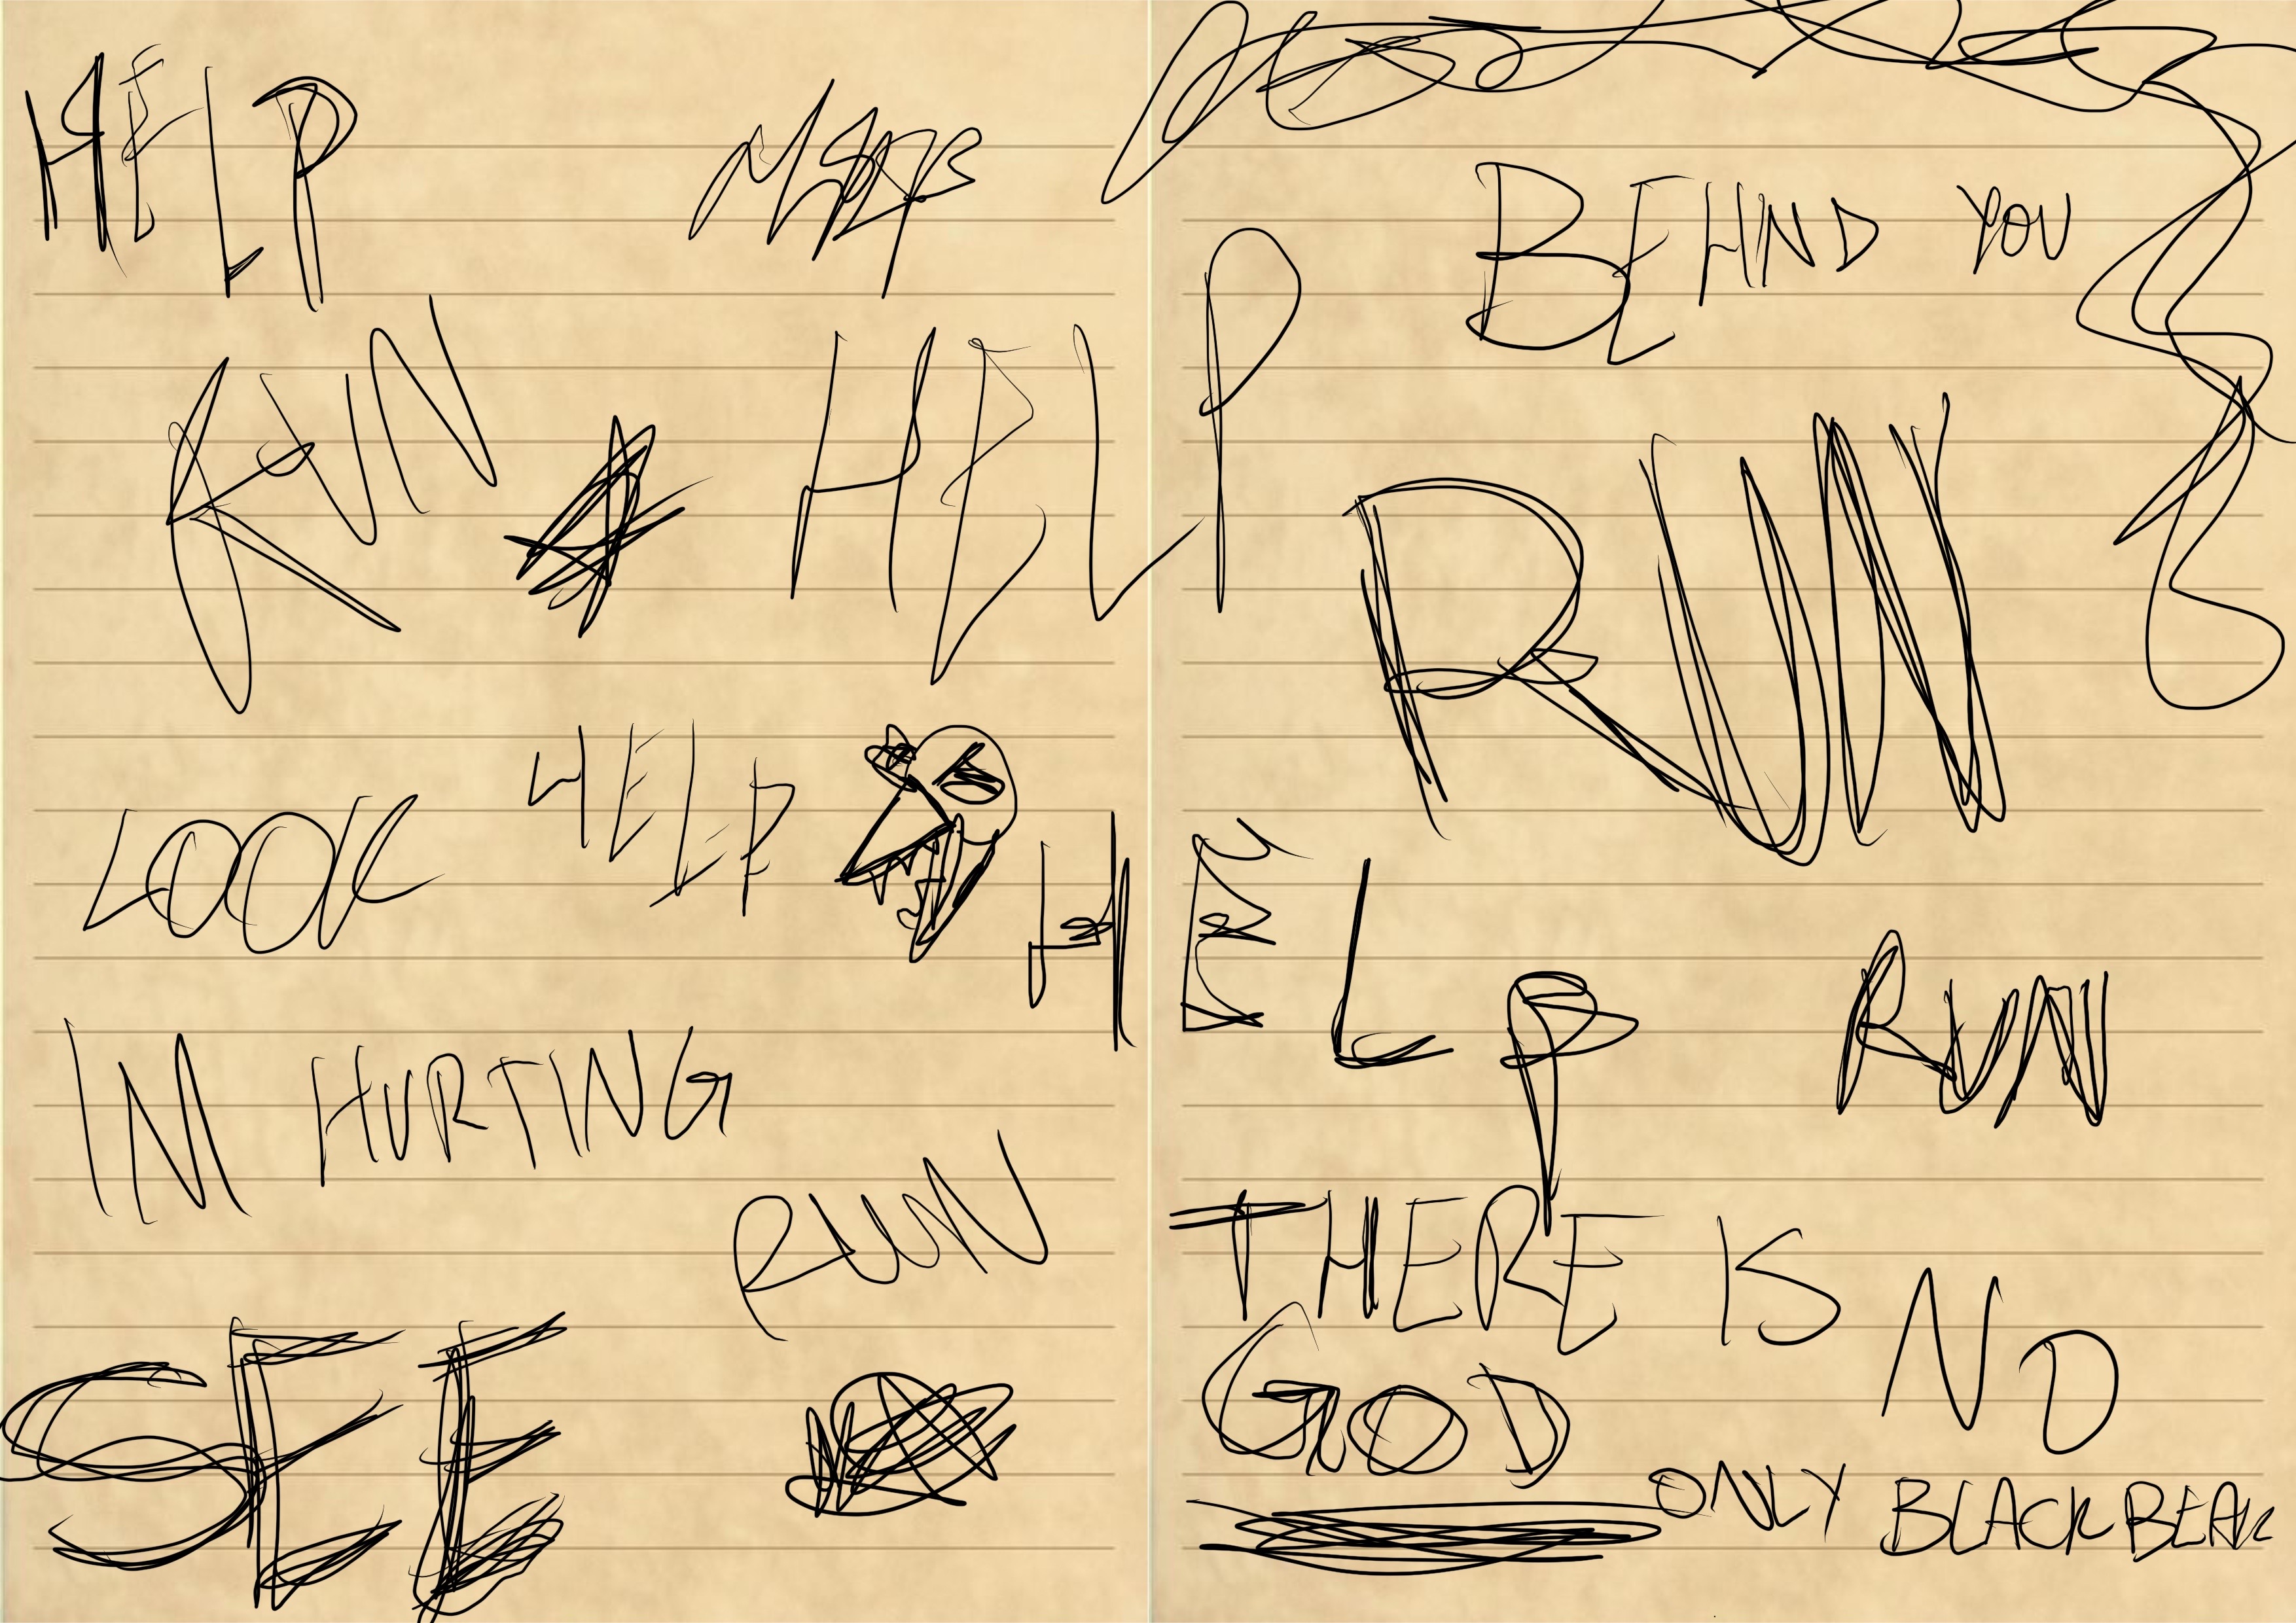 HELP
RUN
HELP
LOOK
HELP
HELP
IM HURTING
RUN
SEE
BEHIND YOU
RUN
RUN
THERE IS NO
GOD
ONLY BLACKBEAK